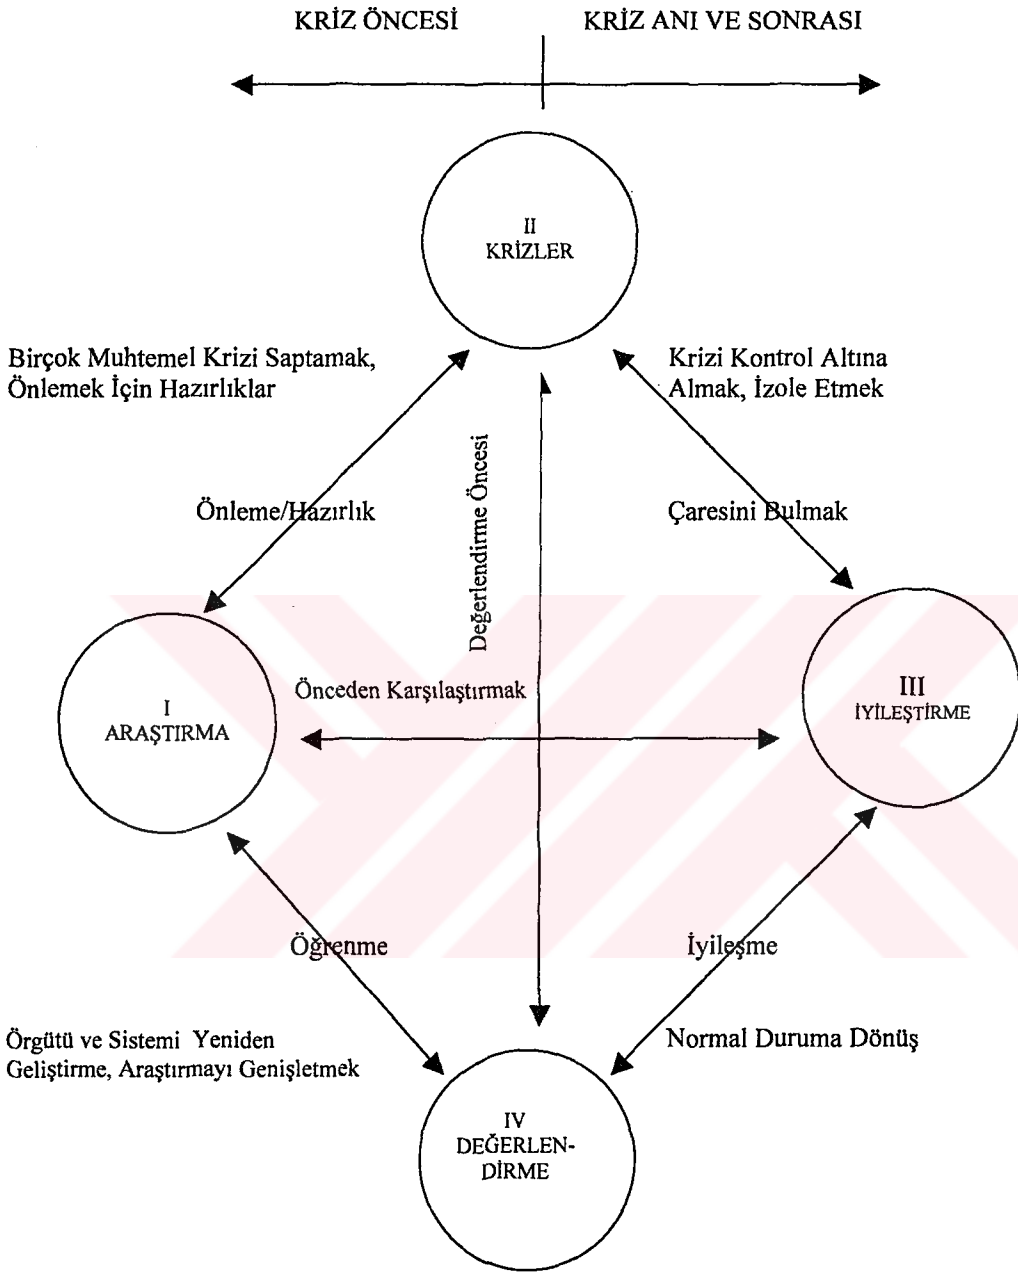 KRİZ ÖNCESİ
KRİZ ANI VE SONRASI
II
KRİZLER
Birçok Muhtemel Krizi Saptamak,
Önlemek İçin Hazırlıklar
Krizi Kontrol Altına
Almak, İzole Etmek
Değerlendirme Öncesi
Önleme/Hazırlık
Çaresini Bulmak
I
ARAŞTIRMA
Önceden Karşılaştırmak
III
İYİLEŞTİRME
Öğrenme
İyileşme
Örgütü ve Sistemi Yeniden
Geliştirme, Araştırmayı Genişletmek
Normal Duruma Dönüş
IV
DEĞERLEN-
DİRME